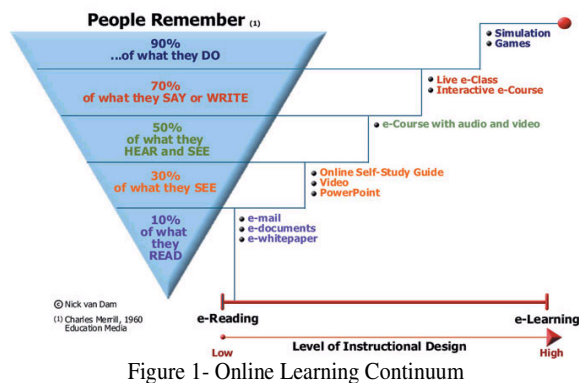 People Remember (1)
90%
...of what they DO
Simulation
Games
70%
of what they SAY or WRITE
Live e-Class
Interactive e-Course
50%
of what they
HEAR and SEE
e-Course with audio and video
30%
of what they SEE
Online Self-Study Guide
Video
PowerPoint
10%
of what
they
READ
e-mail
e-documents
e-whitepaper
© Nick van Dam
(1) Charles Merrill, 1960
Education Media
e-Reading
e-Learning
Level of Instructional Design
Low
High
Figure 1- Online Learning Continuum